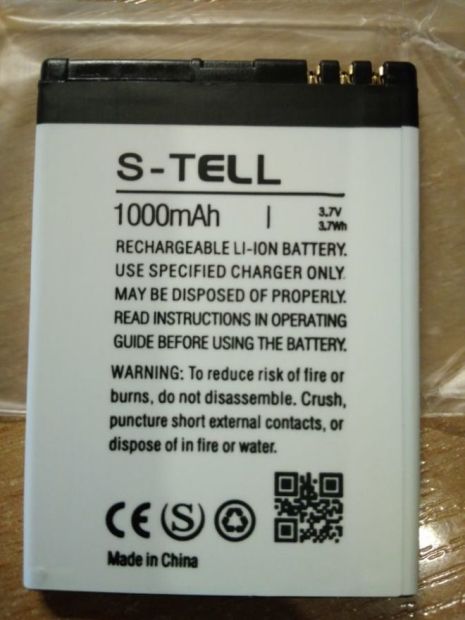 S-TELL
1000mAh | 3.7V
3.7Wh
RECHARGEABLE LI-ION BATTERY.
USE SPECIFIED CHARGER ONLY
MAY BE DISPOSED OF PROPERLY.
READ INSTRUCTIONS IN OPERATING
GUIDE BEFORE USING THE BATTERY.
WARNING: To reduce risk of fire or
burns, do not disassemble. Crush,
puncture short external contacts, or
dispose of in fire or water.
CE S
Made in China